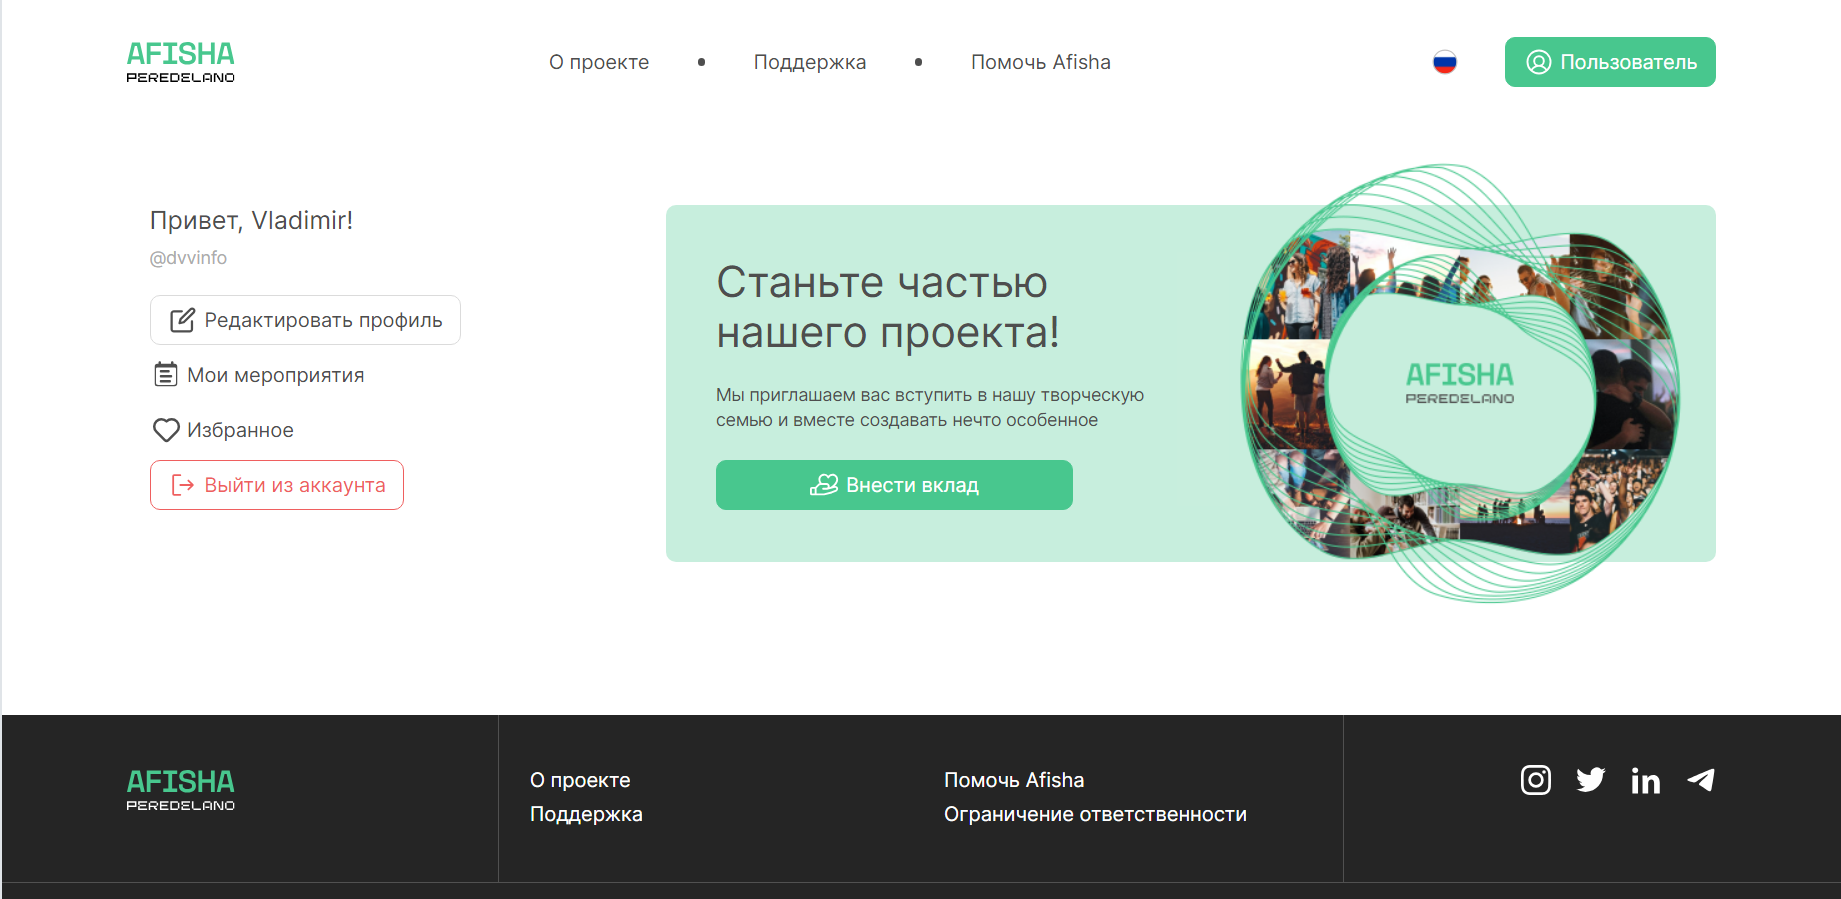 AFISHA
PEREDELANO
О проекте
Поддержка
Помочь Afisha
Пользователь
Привет, Vladimir!
@dvvinfo
Редактировать профиль
Мои мероприятия
Избранное
Выйти из аккаунта
Станьте частью
нашего проекта!
Мы приглашаем вас вступить в нашу творческую
семью и вместе создавать нечто особенное
Внести вклад
AFISHA
PEREDELANO
AFISHA
PEREDELANO
О проекте
Поддержка
Помочь Afisha
Ограничение ответственности